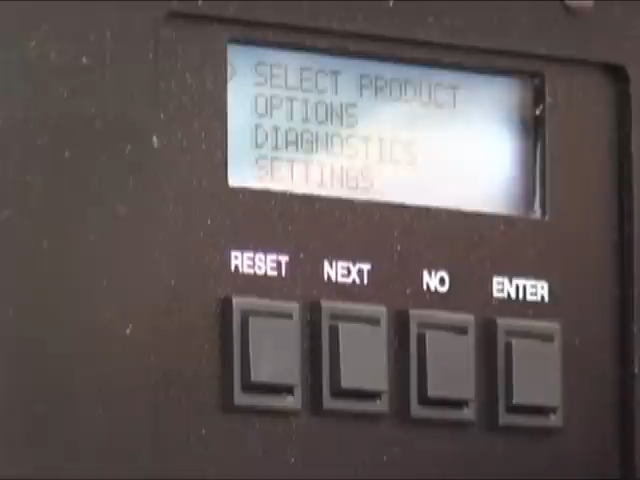 > SELECT PRODUCT
OPTIONS
DIAGNOSTICS
SETTINGS
RESET NEXT NO ENTER